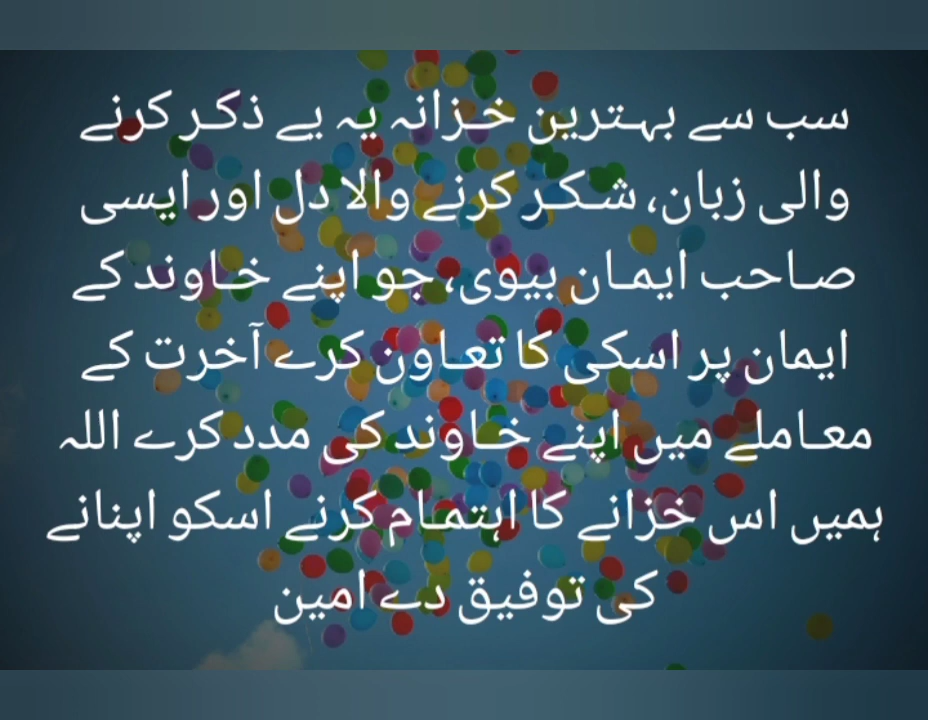 سب سے بہترین خزانہ یہ ہے ذکر کرنے
والی زبان، شکر کرنے والا دل اور ایسی
صاحب ایمان بیوی، جو اپنے خاوند کے
ایمان پر اسکی کا تعاون کرے آخرت کے
معاملے میں اپنے خاوند کی مدد کرے اللہ
ہمیں اس خزانے کا اہتمام کرنے اسکو اپنانے
کی توفیق دے امین